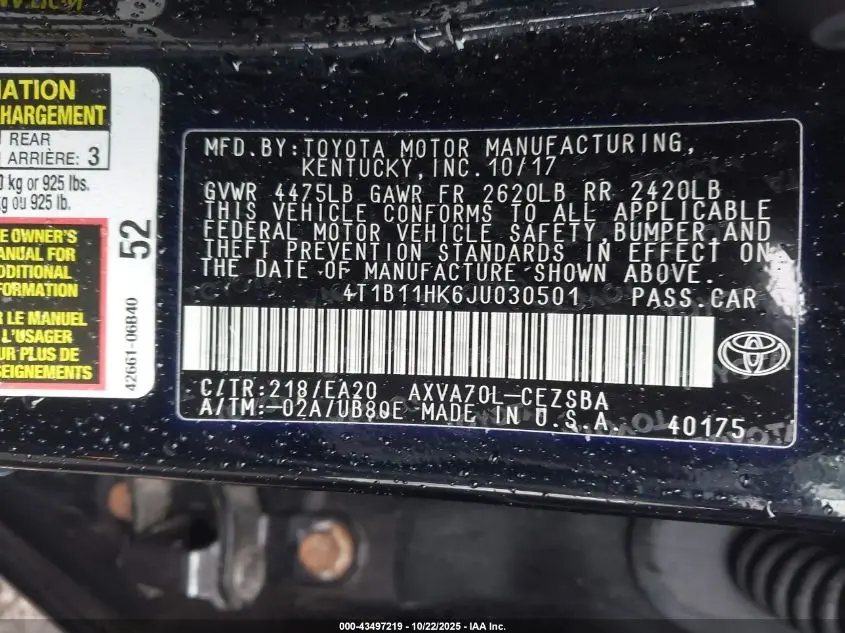 MATION
HARGEMENT
REAR
ARRIÈRE: 3
0 kg or 925 lbs.
kg ou 925 lb.
E OWNER'S
ANUAL FOR
DDITIONAL
FORMATION
R LE MANUEL
L'USAGER
UR PLUS DE
SEIGNEMENTS
52
42661-06B40
MFD.BY:TOYOTA MOTOR MANUFACTURING,
KENTUCKY,INC.10/17
GVWR 4475LB GAWR FR 2620LB RR 2420LB
THIS VEHICLE CONFORMS TO ALL APPLICABLE
FEDERAL MOTOR VEHICLE SAFETY,BUMPER,AND
THEFT PREVENTION STANDARDS IN EFFECT ON
THE DATE OF MANUFACTURE SHOWN ABOVE.
4T1B11HK6JU030501 PASS.CAR
C/TR:218/EA20 AXVA70L-CEZSBA
A/TM:-02A/UB80E MADE IN U.S.A. 40175
000-43497219 - 10/22/2025 - IAA Inc.